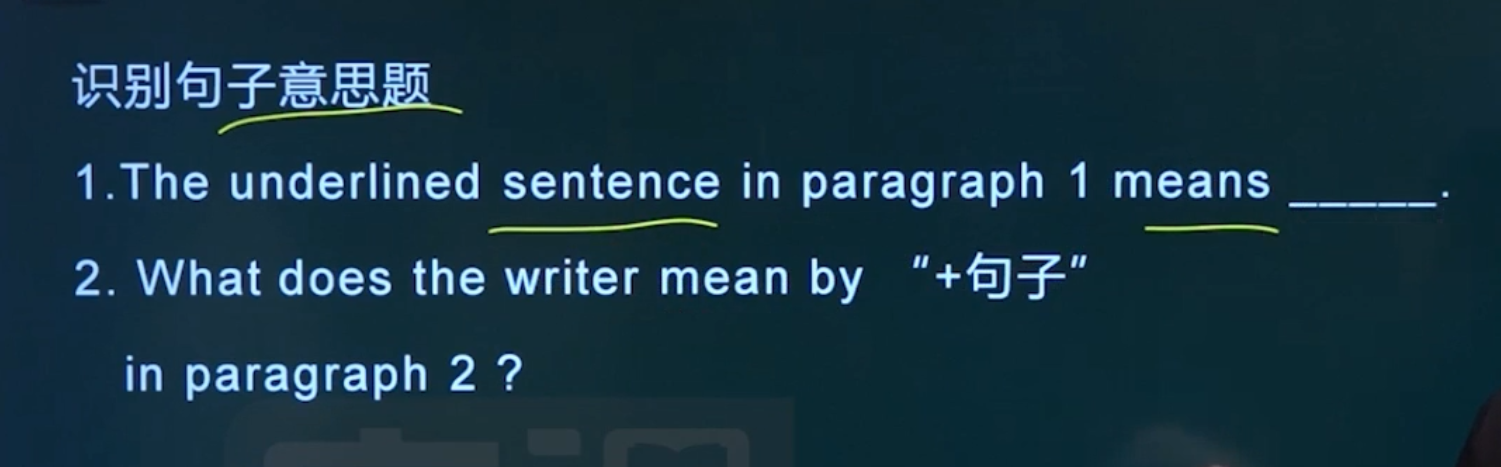 识别句子意思题
1.The underlined sentence in paragraph 1 means _____.
2. What does the writer mean by “+句子”
in paragraph 2 ?